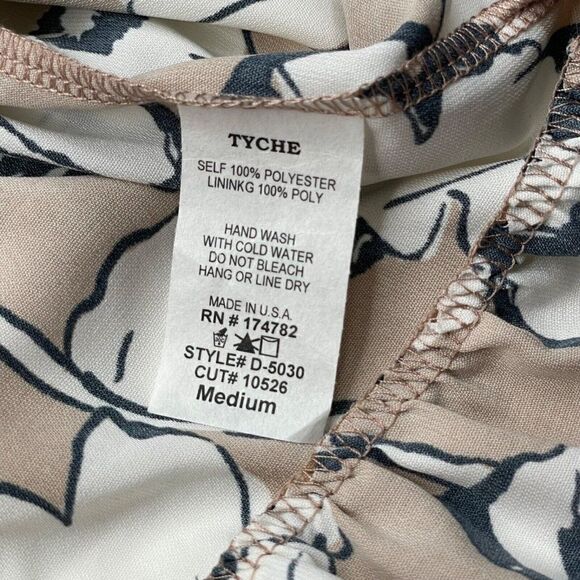 TYCHE
SELF 100% POLYESTER
LININKG 100% POLY
HAND WASH
WITH COLD WATER
DO NOT BLEACH
HANG OR LINE DRY
MADE IN U.S.A.
RN # 174782
STYLE# D-5030
CUT# 10526
Medium